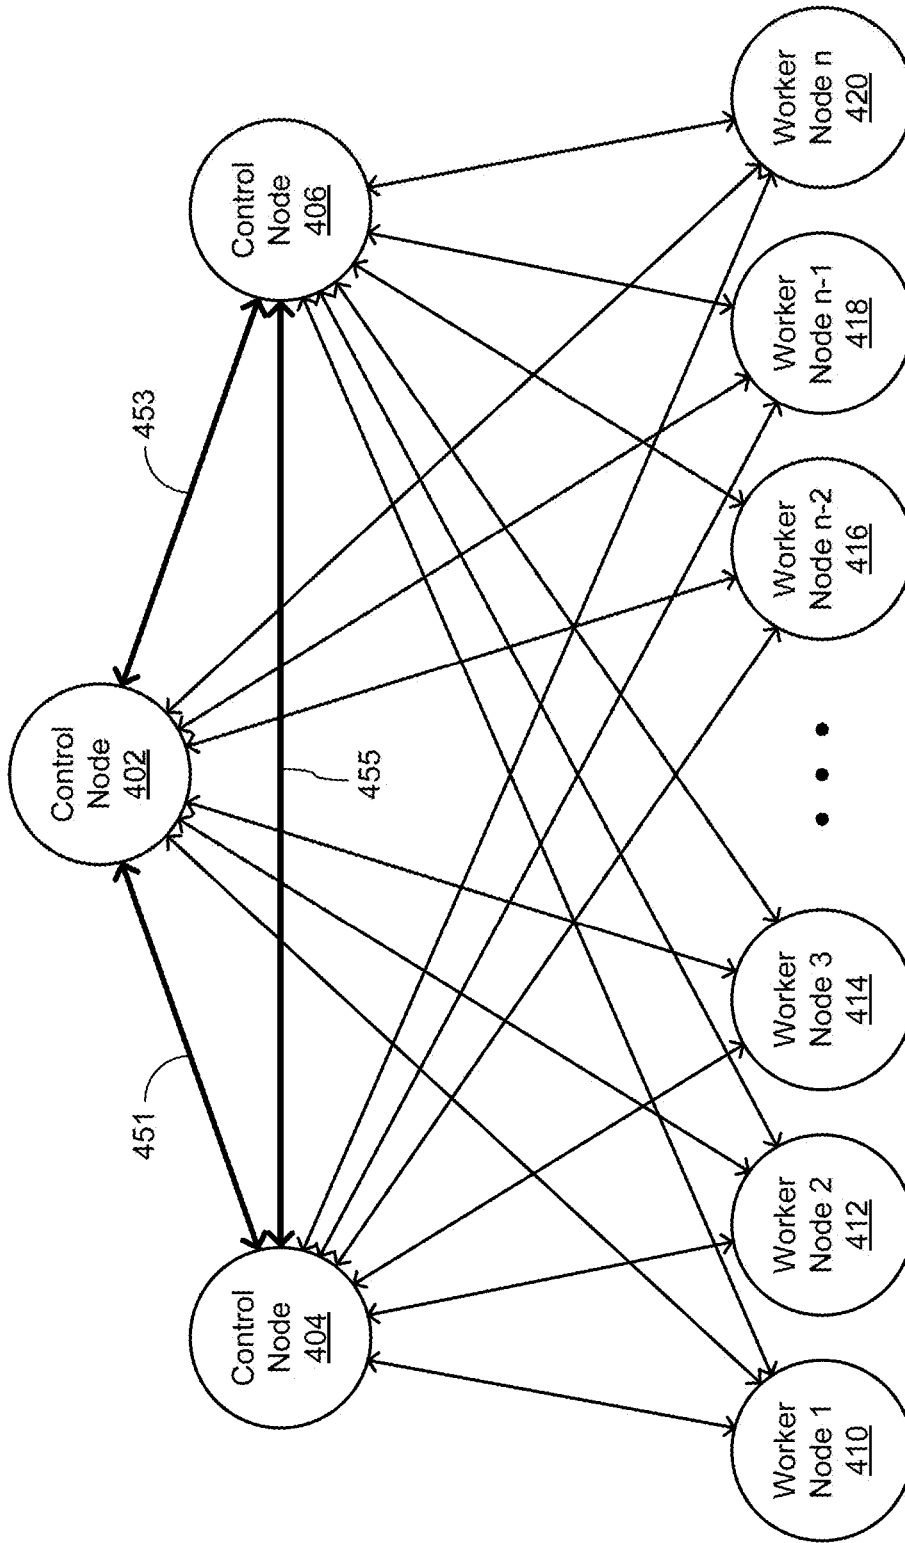 Control
Node
402
451
453
Control
Node
404
Control
Node
406
455
Worker
Node 1
410
Worker
Node 2
412
Worker
Node 3
414
Worker
Node n-2
416
Worker
Node n-1
418
Worker
Node n
420